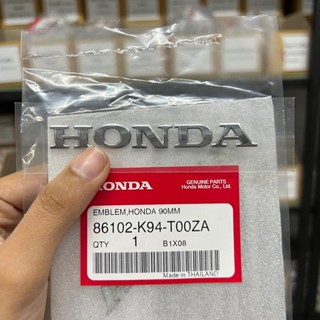 HONDA
HONDA
GENUINE PARTS
Honda Motor Co., Ltd.
EMBLEM,HONDA 90MM
86102-K94-T00ZA
QTY 1 B1X08
Made in THAILAND